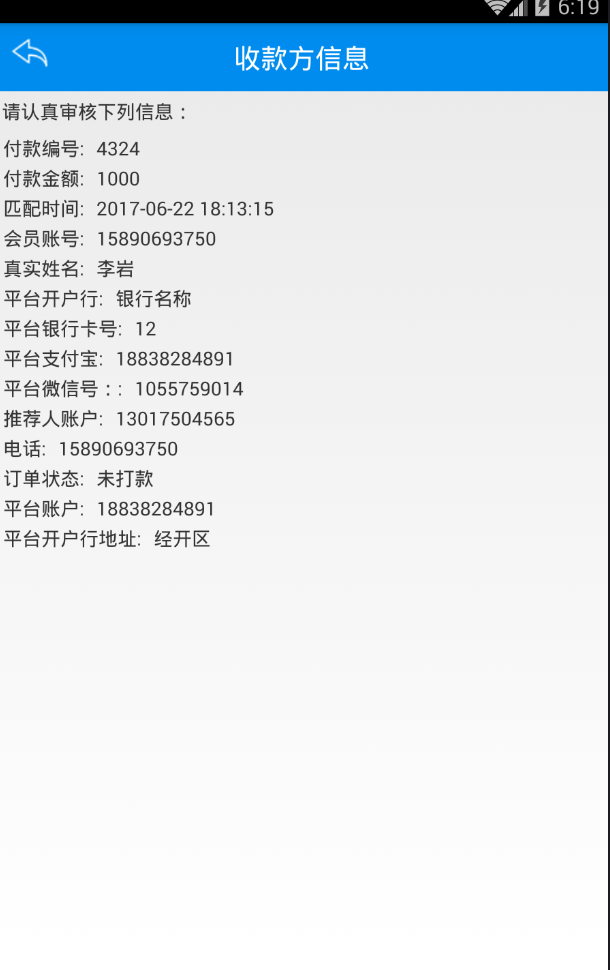 6:19
收款方信息
请认真审核下列信息：
付款编号: 4324
付款金额: 1000
匹配时间: 2017-06-22 18:13:15
会员账号: 15890693750
真实姓名: 李岩
平台开户行: 银行名称
平台银行卡号: 12
平台支付宝: 18838284891
平台微信号：: 1055759014
推荐人账户: 13017504565
电话: 15890693750
订单状态: 未打款
平台账户: 18838284891
平台开户行地址: 经开区